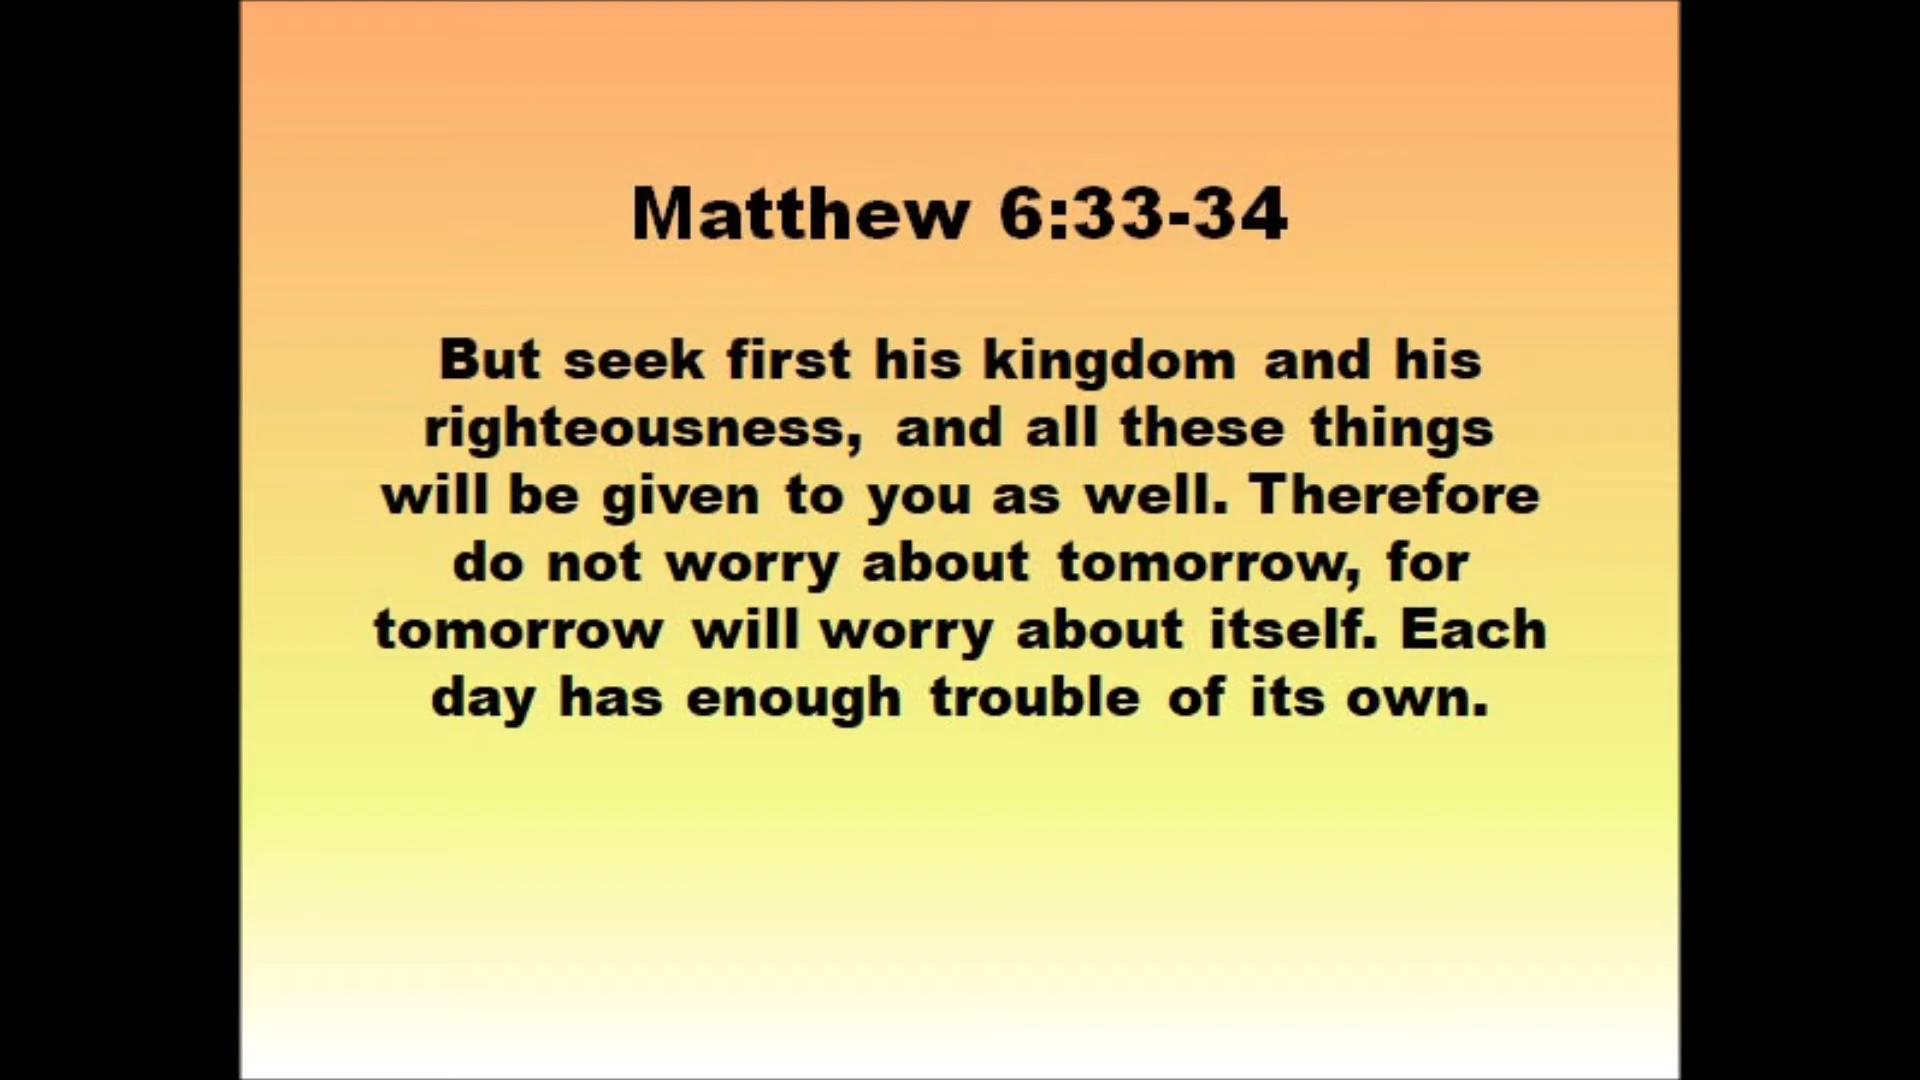 Matthew 6:33-34
But seek first his kingdom and his
righteousness, and all these things
will be given to you as well. Therefore
do not worry about tomorrow, for
tomorrow will worry about itself. Each
day has enough trouble of its own.